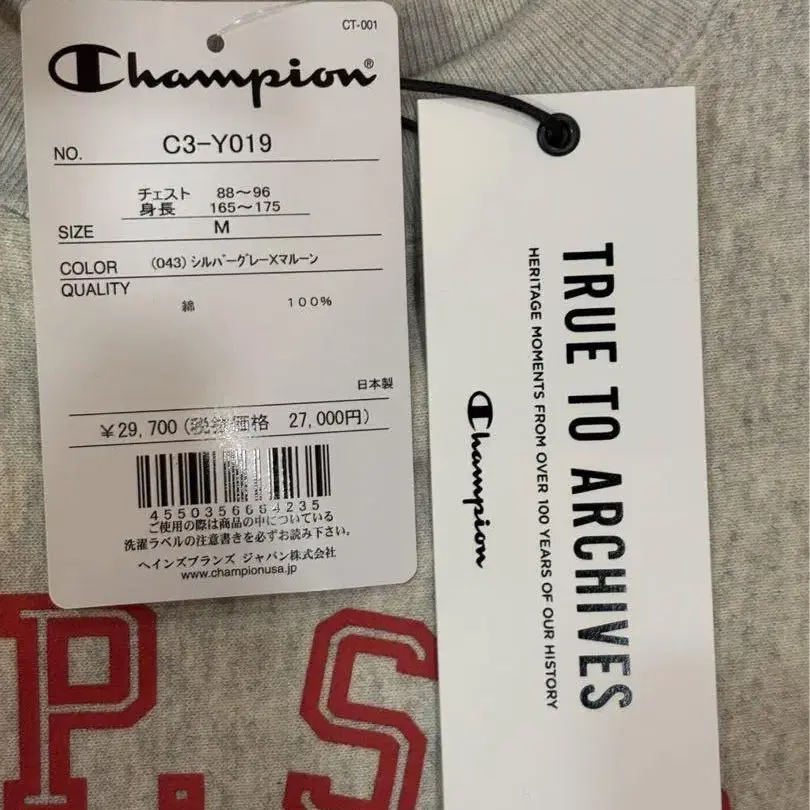 CT-001
Champion®
NO. C3-Y019
チェスト 88～96
身長 165～175
SIZE M
COLOR (043)シルバーグレーXマルーン
QUALITY
綿 100%
日本製
¥29,700(税抜価格 27,000円)
4550356664235
ご使用の際は商品の中についている
洗濯ラベルの注意書きを必ずお読み下さい。
ヘインズブランズ ジャパン株式会社
www.championusa.jp
TRUE TO ARCHIVES
HERITAGE MOMENTS FROM OVER 100 YEARS OF OUR HISTORY
Champion
P.S